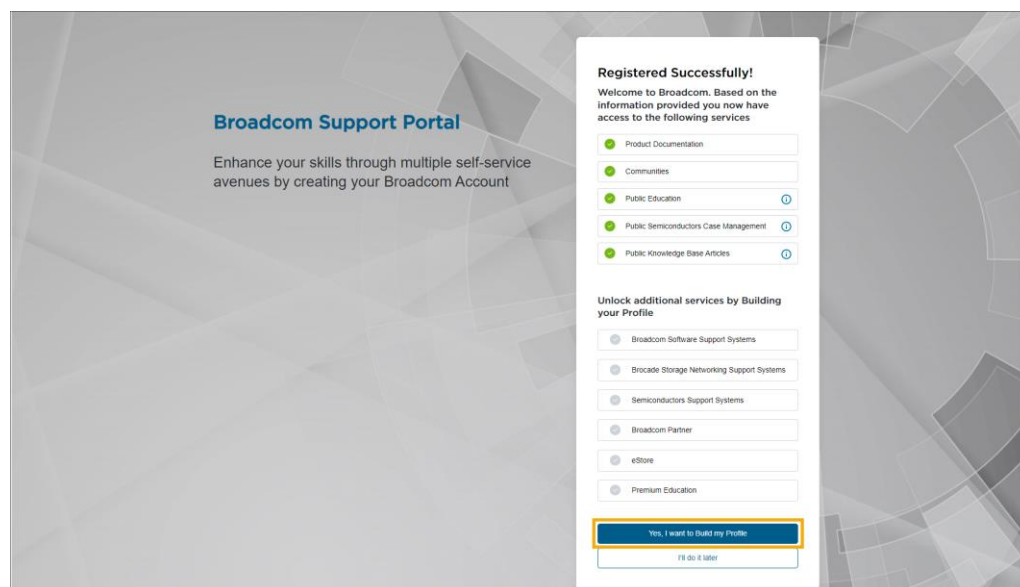 Broadcom Support Portal
Enhance your skills through multiple self-service
avenues by creating your Broadcom Account
Registered Successfully!
Welcome to Broadcom. Based on the
information provided you now have
access to the following services
Product Documentation
Communities
Public Education
Public Semiconductors Case Management
Public Knowledge Base Articles
Unlock additional services by Building
your Profile
Broadcom Software Support Systems
Brocade Storage Networking Support Systems
Semiconductors Support Systems
Broadcom Partner
eStore
Premium Education
Yes, I want to Build my Profile
I'll do it later